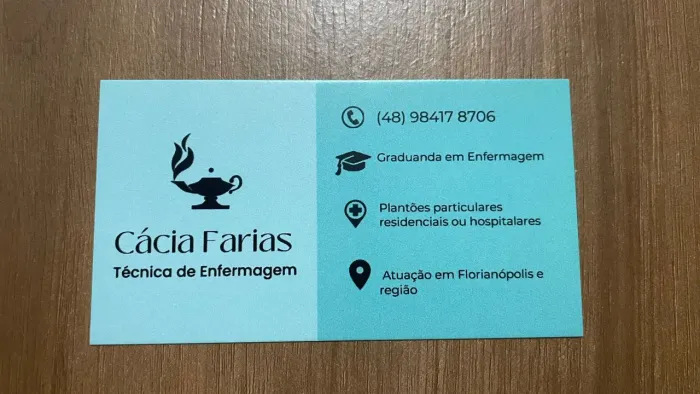 Cácia Farias
Técnica de Enfermagem
(48) 98417 8706
Graduanda em Enfermagem
Plantões particulares
residenciais ou hospitalares
Atuação em Florianópolis e
região